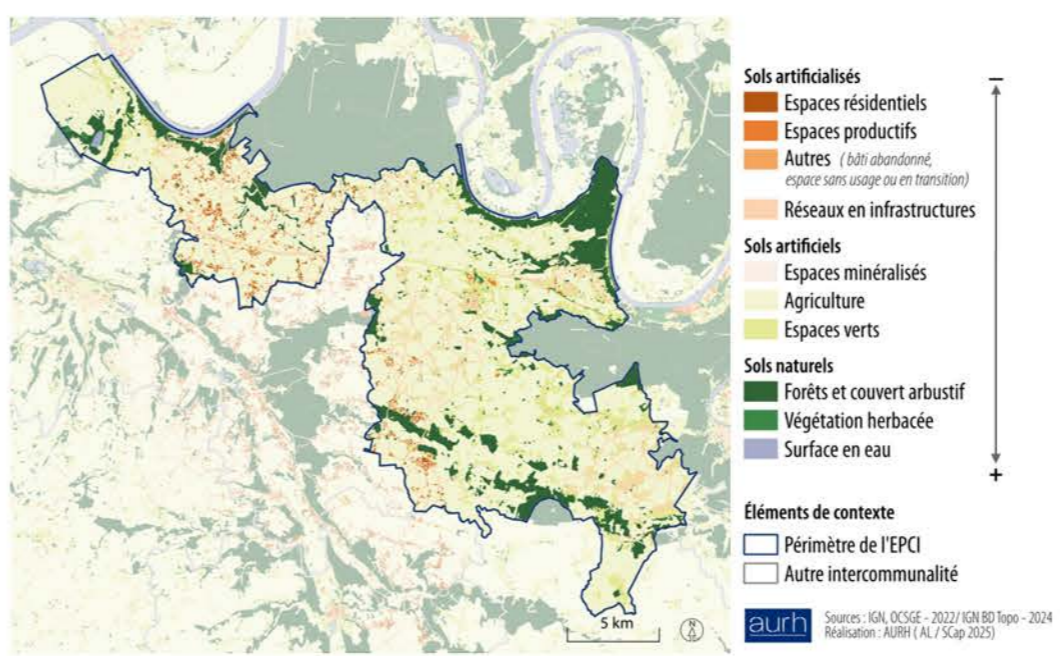 Sols artificialisés
Espaces résidentiels
Espaces productifs
Autres ( bâti abandonné,
espace sans usage ou en transition)
Réseaux en infrastructures
Sols artificiels
Espaces minéralisés
Agriculture
Espaces verts
Sols naturels
Forêts et couvert arbustif
Végétation herbacée
Surface en eau
–
+
Éléments de contexte
Périmètre de l'EPCI
Autre intercommunalité
5 km
N
aurh
Sources : IGN, OCSGE - 2022/ IGN BD Topo - 2024
Réalisation : AURH ( AL / SCap 2025)